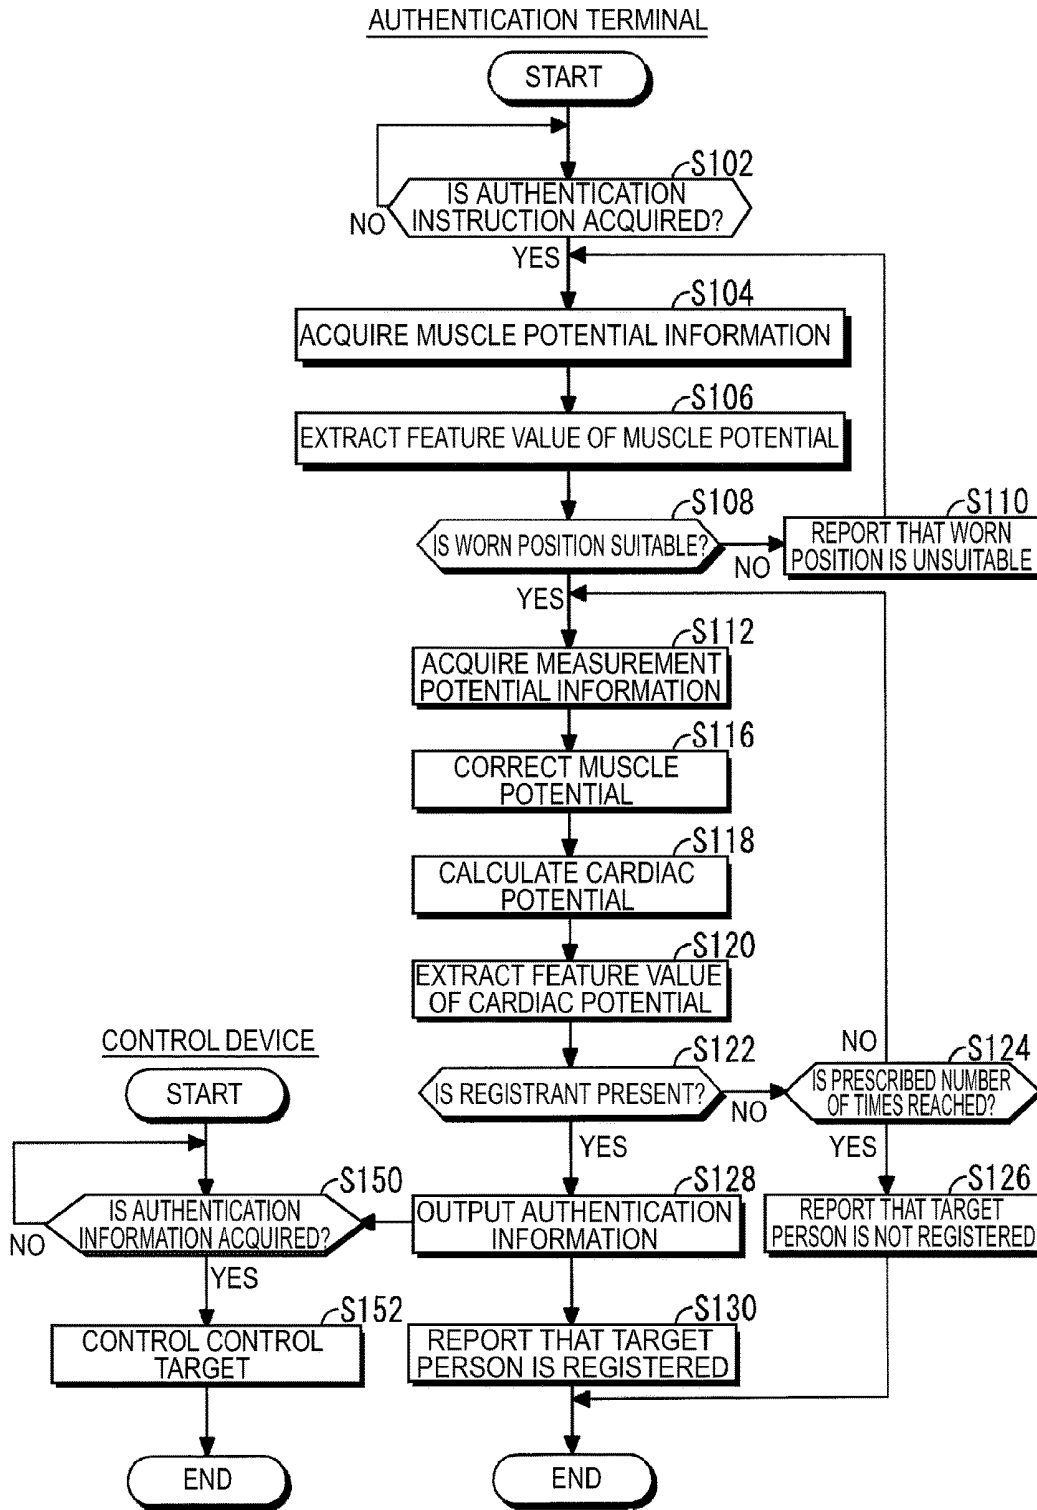 AUTHENTICATION TERMINAL
START
S102
IS AUTHENTICATION
INSTRUCTION ACQUIRED?
NO
YES
S104
ACQUIRE MUSCLE POTENTIAL INFORMATION
S106
EXTRACT FEATURE VALUE OF MUSCLE POTENTIAL
S108
IS WORN POSITION SUITABLE?
NO
YES
S110
REPORT THAT WORN
POSITION IS UNSUITABLE
S112
ACQUIRE MEASUREMENT
POTENTIAL INFORMATION
S116
CORRECT MUSCLE
POTENTIAL
S118
CALCULATE CARDIAC
POTENTIAL
S120
EXTRACT FEATURE VALUE
OF CARDIAC POTENTIAL
S122
IS REGISTRANT PRESENT?
NO
YES
NO
S124
IS PRESCRIBED NUMBER
OF TIMES REACHED?
YES
S126
REPORT THAT TARGET
PERSON IS NOT REGISTERED
S128
OUTPUT AUTHENTICATION
INFORMATION
S130
REPORT THAT TARGET
PERSON IS REGISTERED
END
CONTROL DEVICE
START
S150
IS AUTHENTICATION
INFORMATION ACQUIRED?
NO
YES
S152
CONTROL CONTROL
TARGET
END